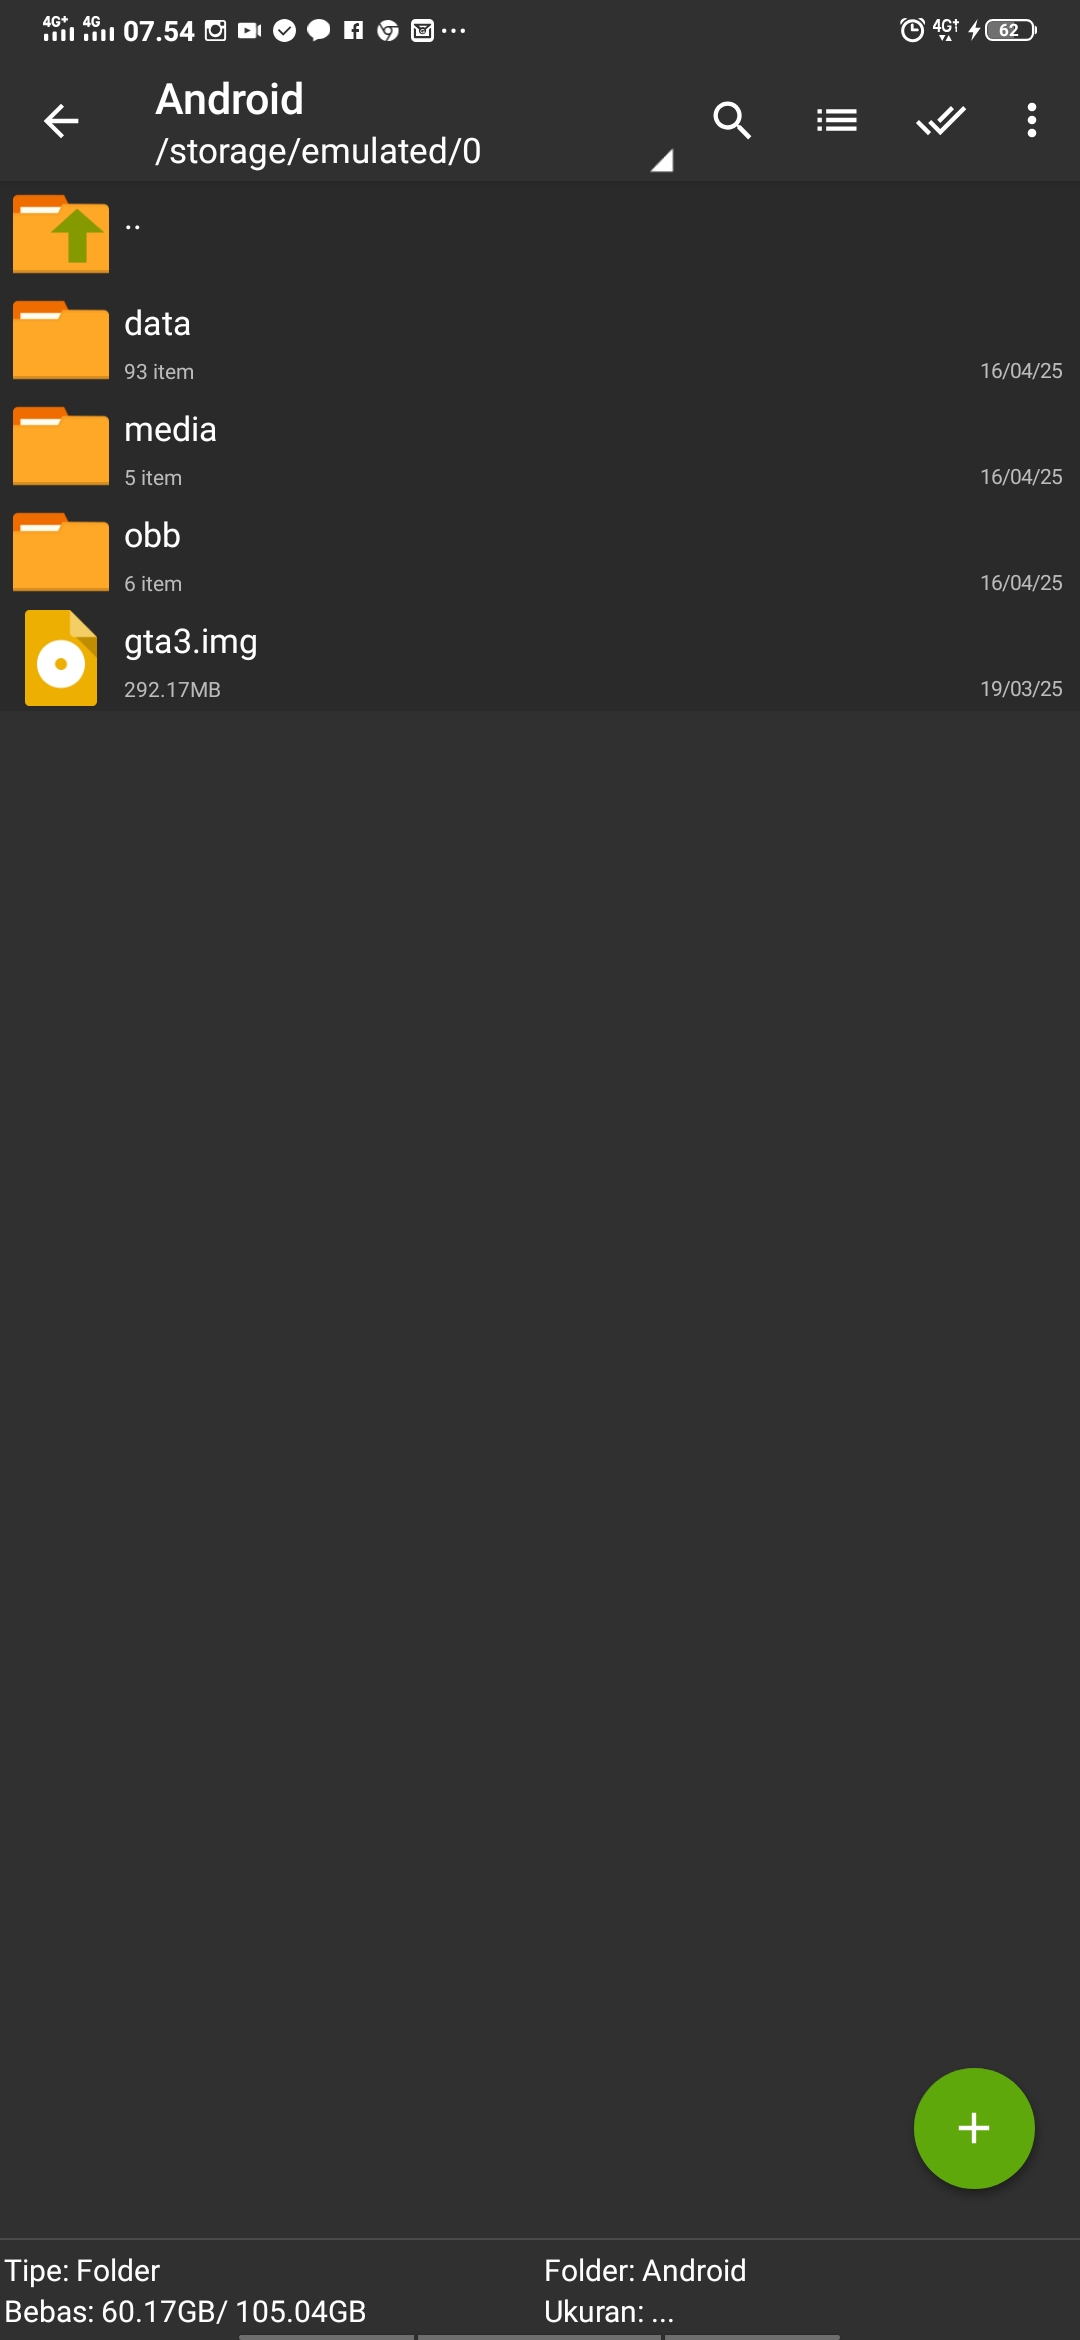 4G+ 4G 07.54 ... 4G† 62
Android
/storage/emulated/0
..
data
93 item 16/04/25
media
5 item 16/04/25
obb
6 item 16/04/25
gta3.img
292.17MB 19/03/25
Tipe: Folder Folder: Android
Bebas: 60.17GB/ 105.04GB Ukuran: ...